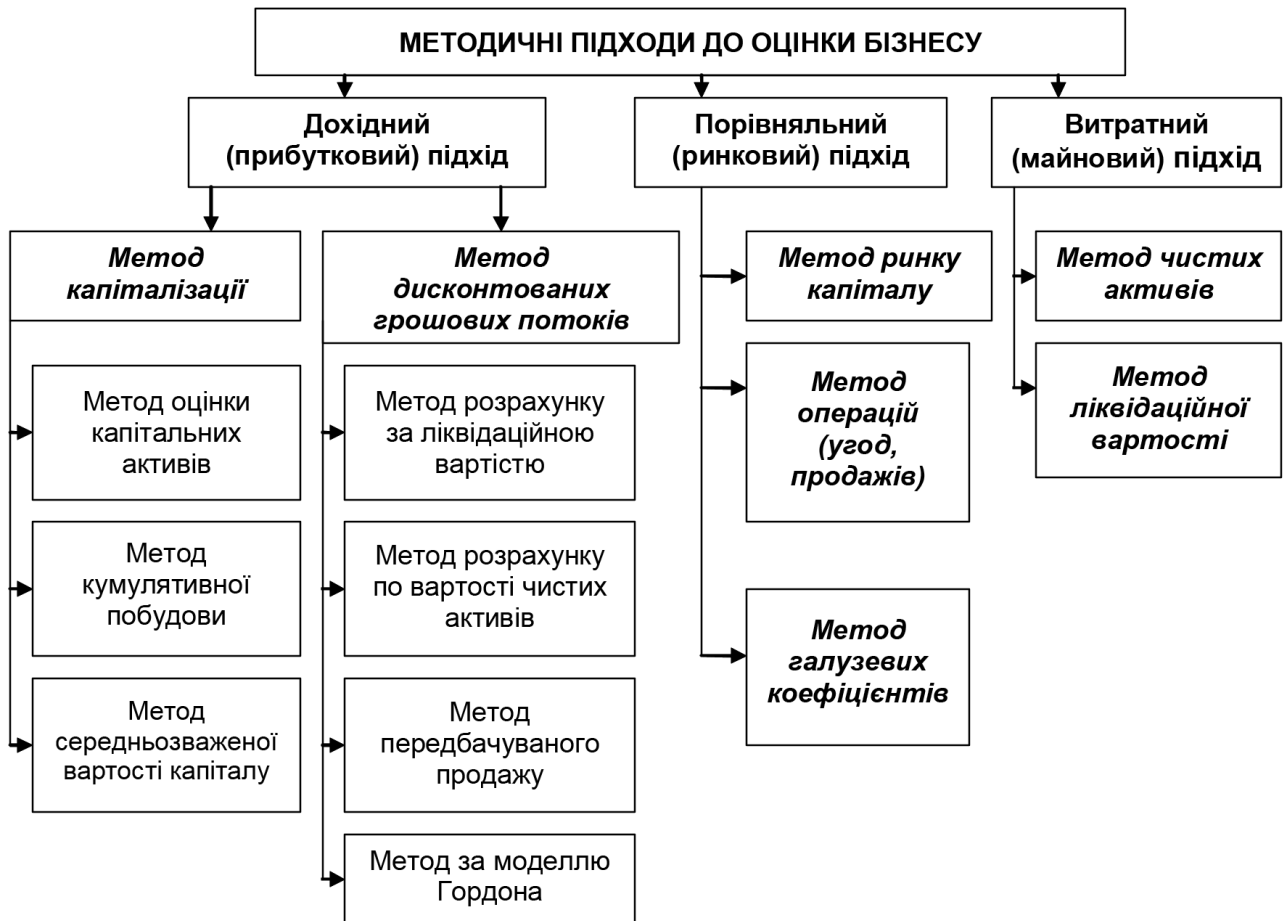 МЕТОДИЧНІ ПІДХОДИ ДО ОЦІНКИ БІЗНЕСУ
Дохідний
(прибутковий) підхід
Порівняльний
(ринковий) підхід
Витратний
(майновий) підхід
Метод
капіталізації
Метод
дисконтованих
грошових потоків
Метод ринку
капіталу
Метод чистих
активів
Метод оцінки
капітальних
активів
Метод розрахунку
за ліквідаційною
вартістю
Метод
операцій
(угод,
продажів)
Метод
ліквідаційної
вартості
Метод
кумулятивної
побудови
Метод розрахунку
по вартості чистих
активів
Метод
галузевих
коефіцієнтів
Метод
середньозваженої
вартості капіталу
Метод
передбачуваного
продажу
Метод за моделлю
Гордона